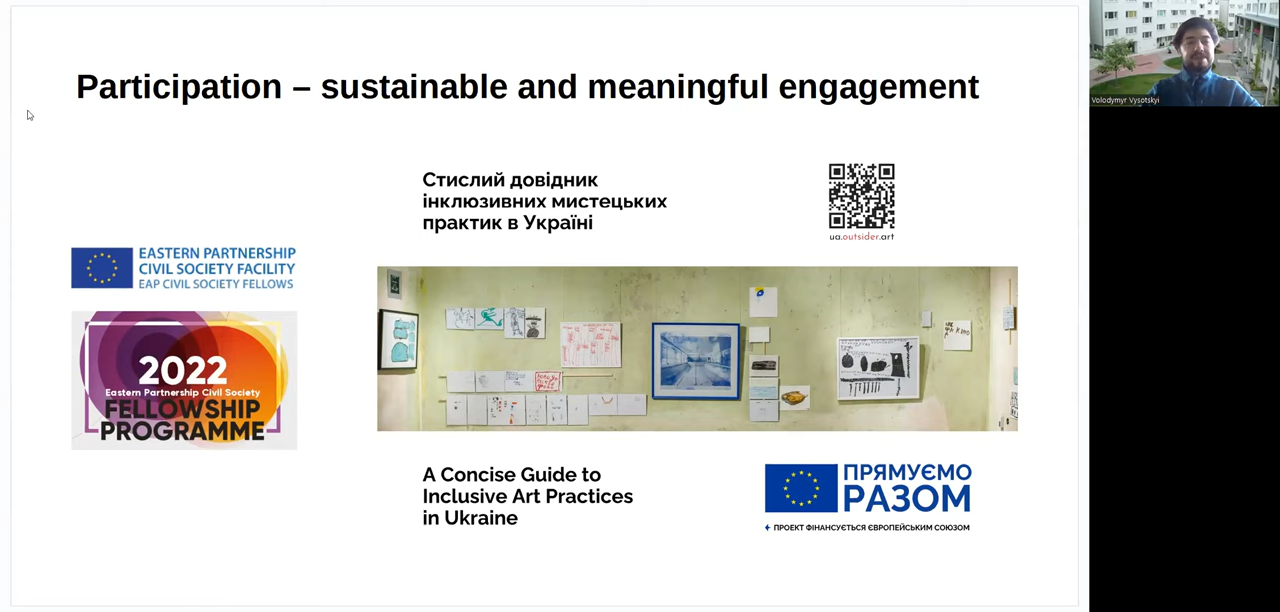 Participation – sustainable and meaningful engagement
Volodymyr Vysotskyi
Стислий довідник
інклюзивних мистецьких
практик в Україні
ua.outsider.art
EASTERN PARTNERSHIP
CIVIL SOCIETY FACILITY
EAP CIVIL SOCIETY FELLOWS
2022
Eastern Partnership Civil Society
FELLOWSHIP
PROGRAMME
A Concise Guide to
Inclusive Art Practices
in Ukraine
ПРЯМУЄМО
РАЗОМ
ПРОЕКТ ФІНАНСУЄТЬСЯ ЄВРОПЕЙСЬКИМ СОЮЗОМ